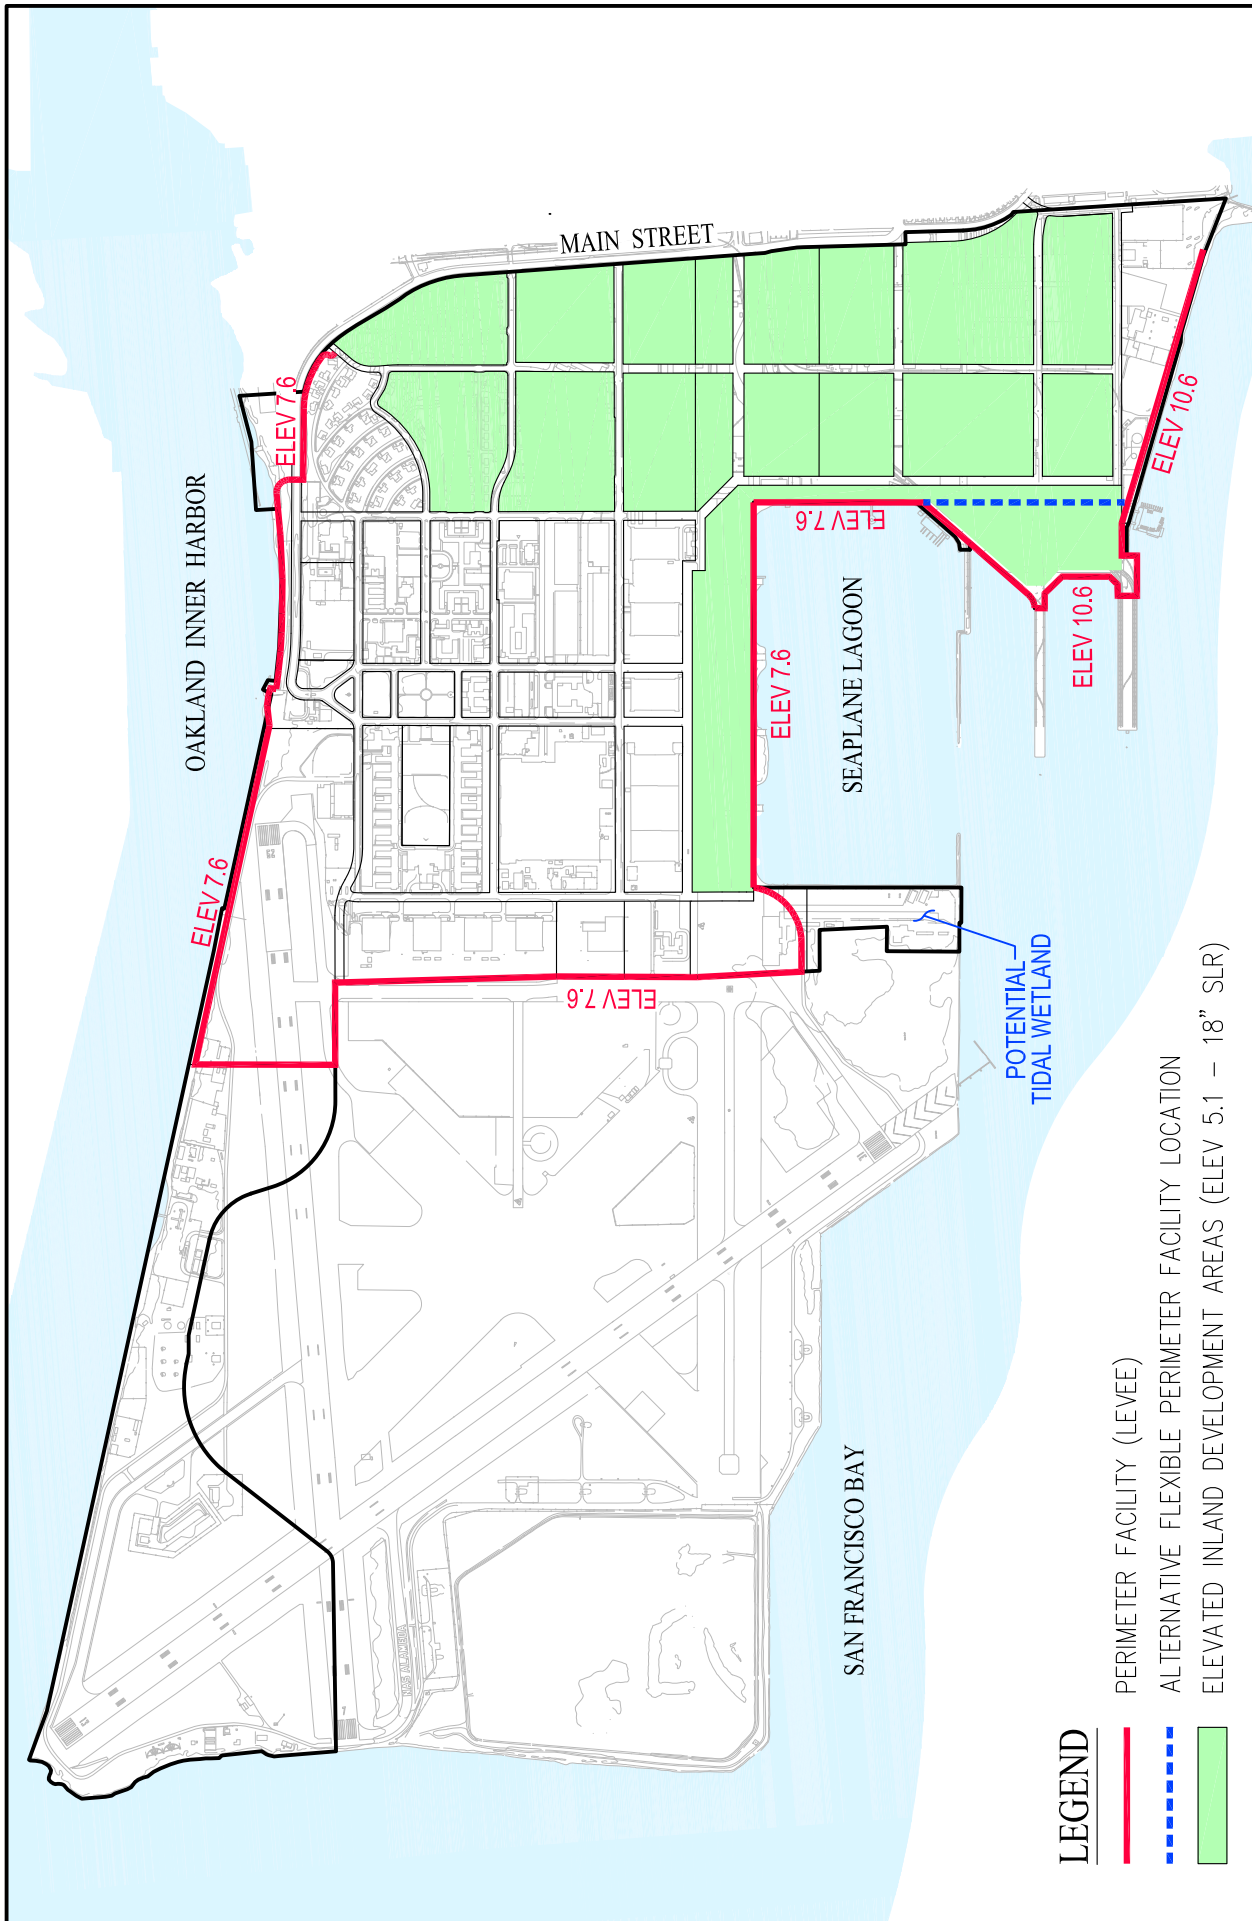 OAKLAND INNER HARBOR
MAIN STREET
ELEV 7.6
ELEV 7.6
ELEV 7.6
ELEV 7.6
ELEV 7.6
SEAPLANE LAGOON
ELEV 10.6
ELEV 10.6
POTENTIAL
TIDAL WETLAND
SAN FRANCISCO BAY
NAS ALAMEDA
LEGEND
PERIMETER FACILITY (LEVEE)
ALTERNATIVE FLEXIBLE PERIMETER FACILITY LOCATION
ELEVATED INLAND DEVELOPMENT AREAS (ELEV 5.1 – 18" SLR)